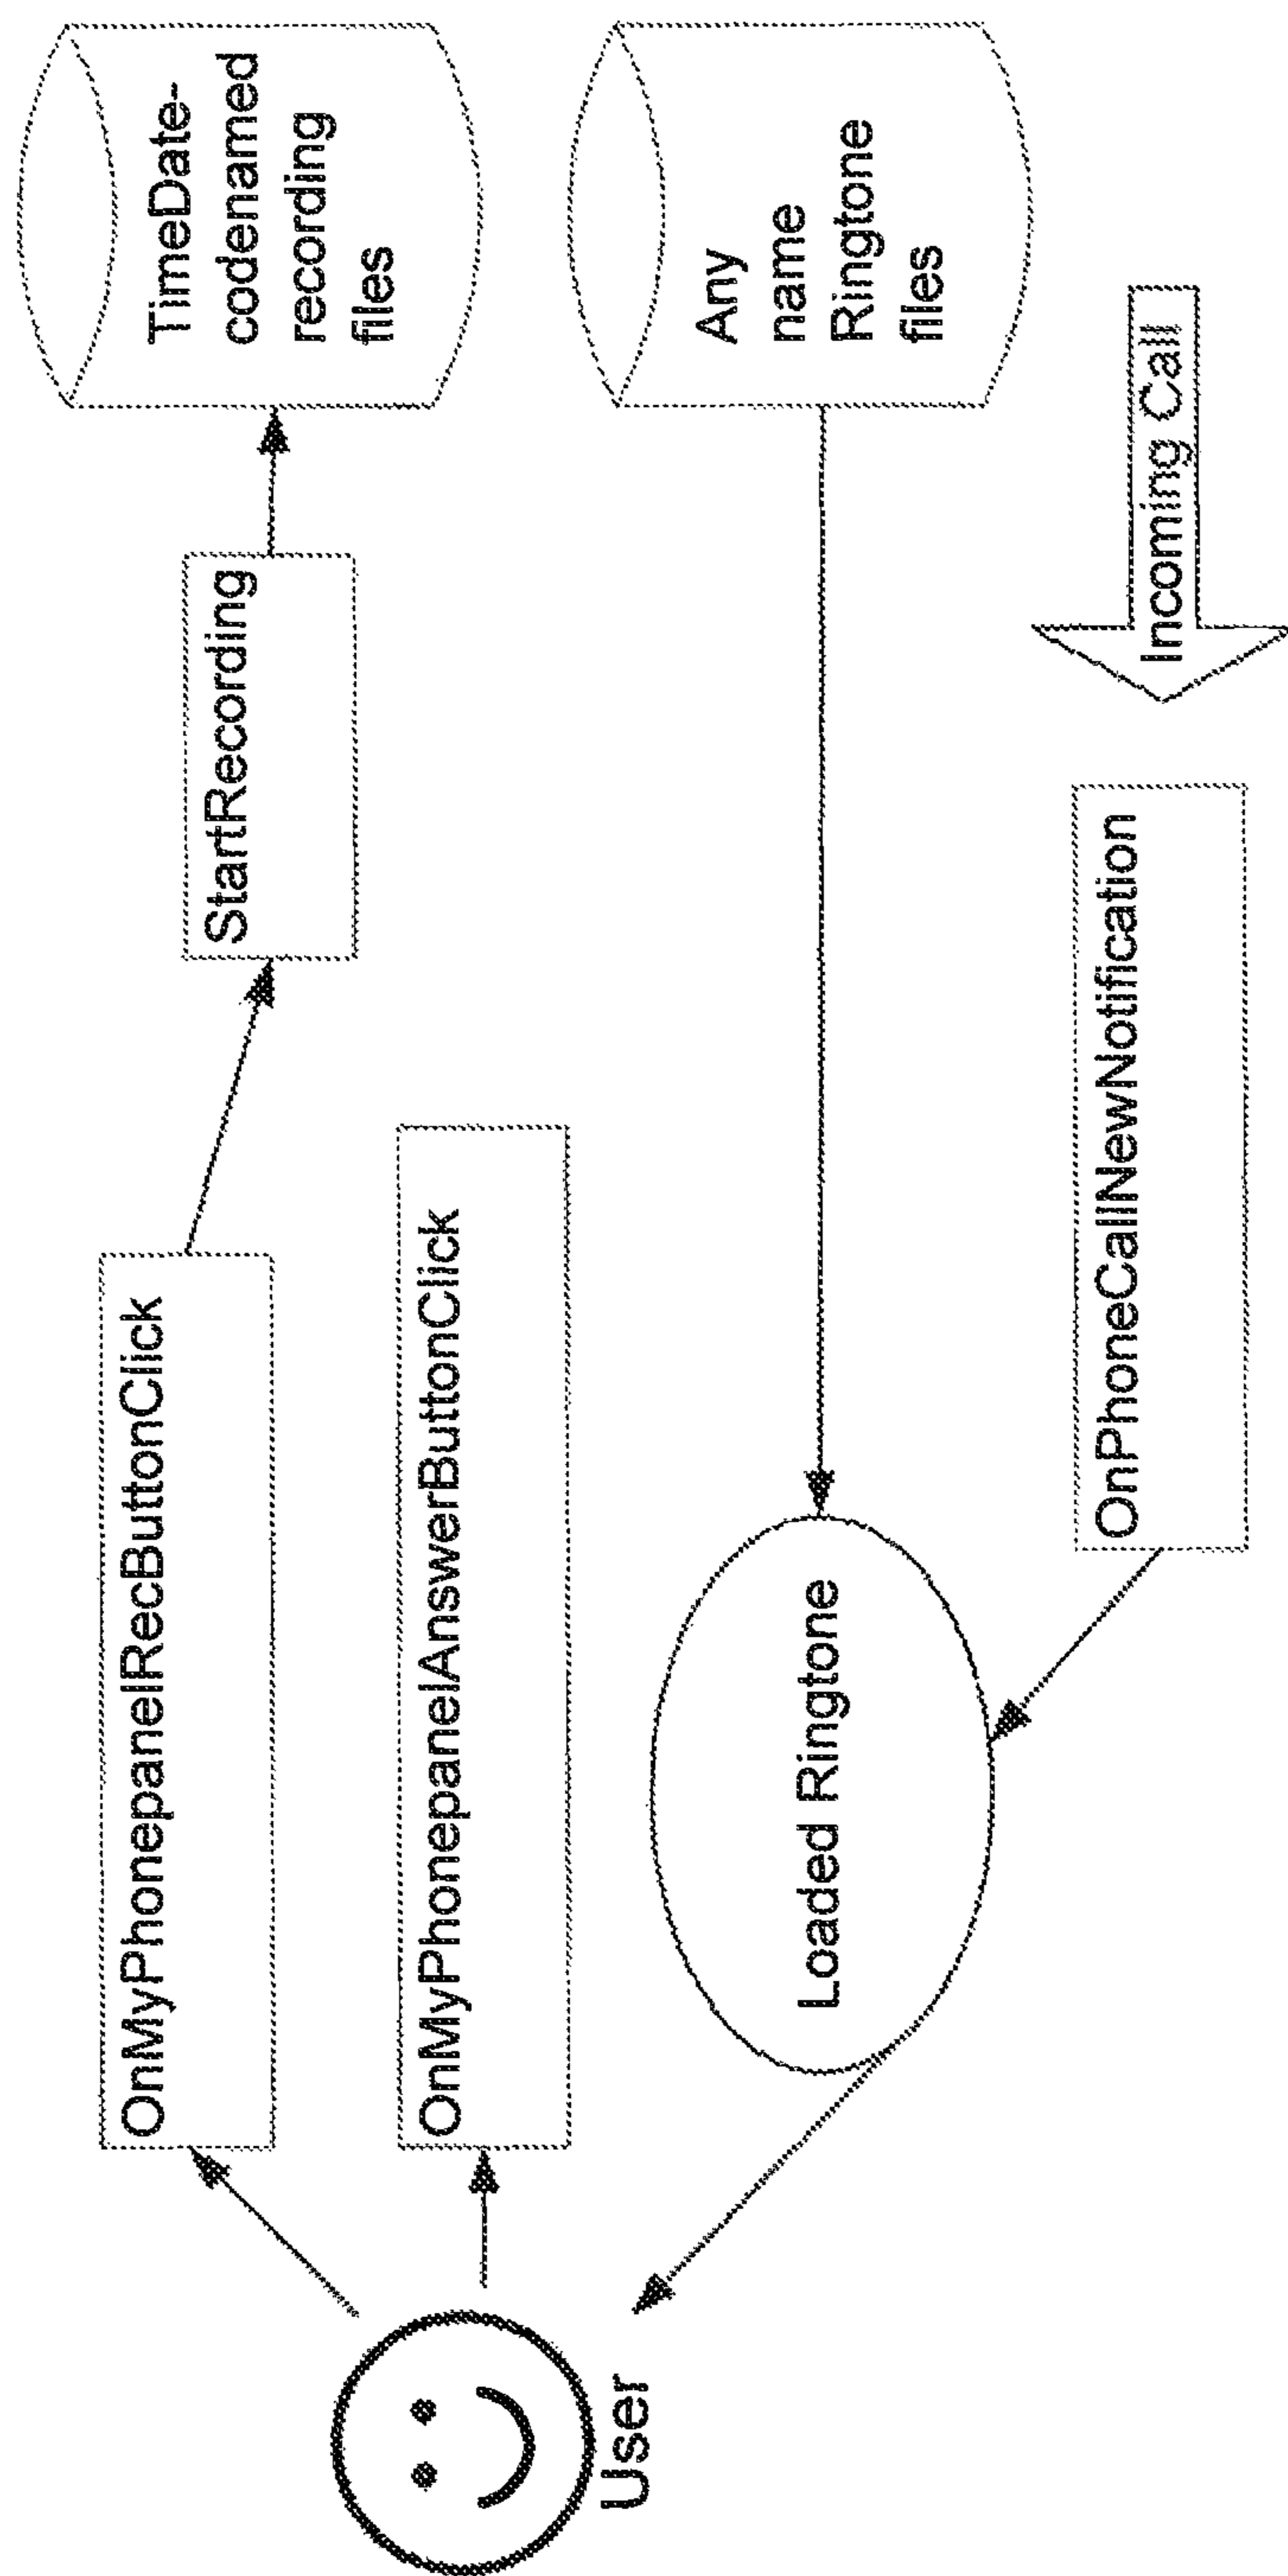 OnMyPhonepanelRecButtonClick
StartRecording
TimeDate-
codenamed
recording
files
OnMyPhonepanelAnswerButtonClick
User
Loaded Ringtone
Any
name
Ringtone
files
OnPhoneCallNewNotification
Incoming Call